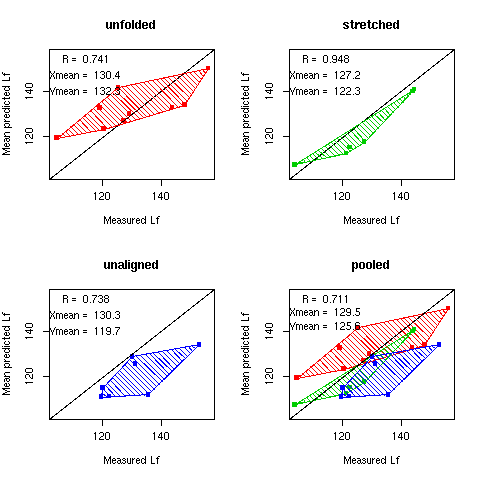 unfolded
R = 0.741
Xmean = 130.4
Ymean = 132.5
140
120
Mean predicted Lf
120 140
Measured Lf
stretched
R = 0.948
Xmean = 127.2
Ymean = 122.3
140
120
Mean predicted Lf
120 140
Measured Lf
unaligned
R = 0.738
Xmean = 130.3
Ymean = 119.7
140
120
Mean predicted Lf
120 140
Measured Lf
pooled
R = 0.711
Xmean = 129.5
Ymean =
140
120
Mean predicted Lf
120 140
Measured Lf